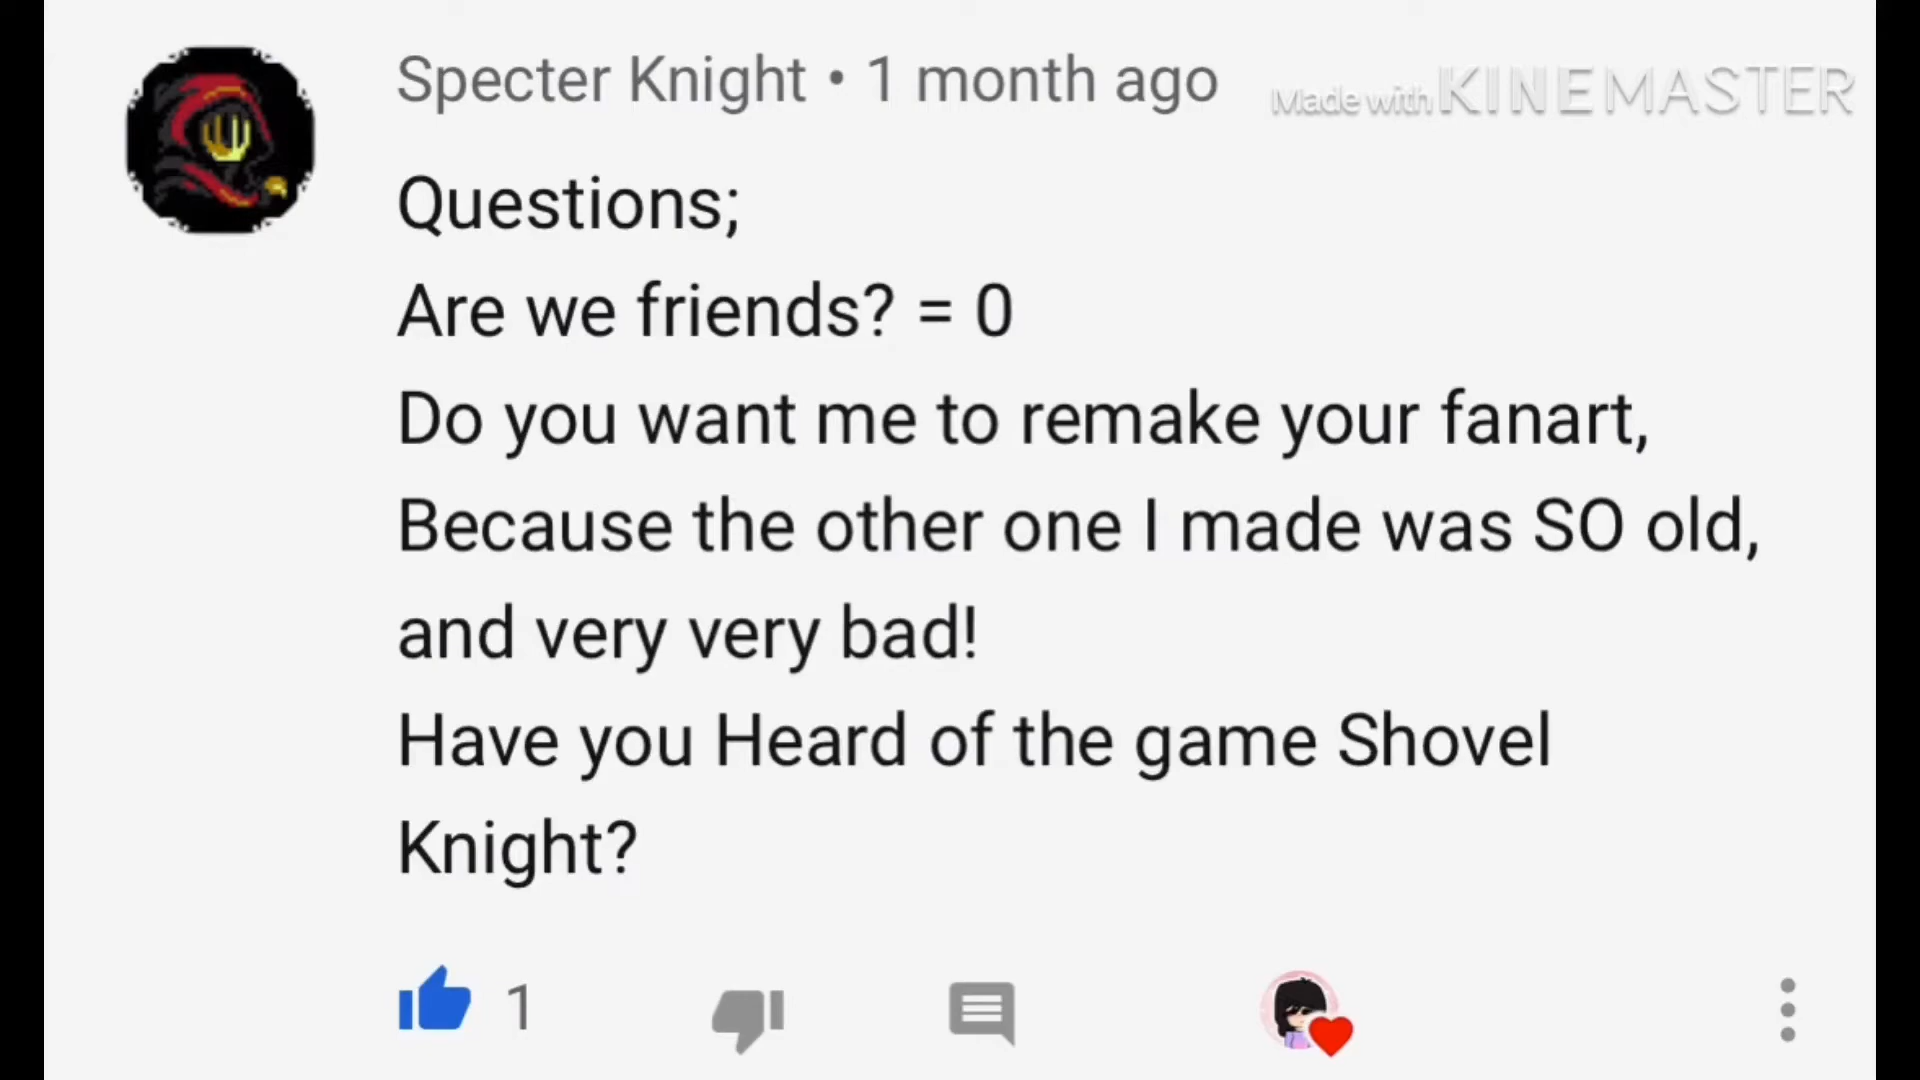 Specter Knight • 1 month ago
Made with KINEMASTER
Questions;
Are we friends? = 0
Do you want me to remake your fanart,
Because the other one I made was SO old,
and very very bad!
Have you Heard of the game Shovel
Knight?
1